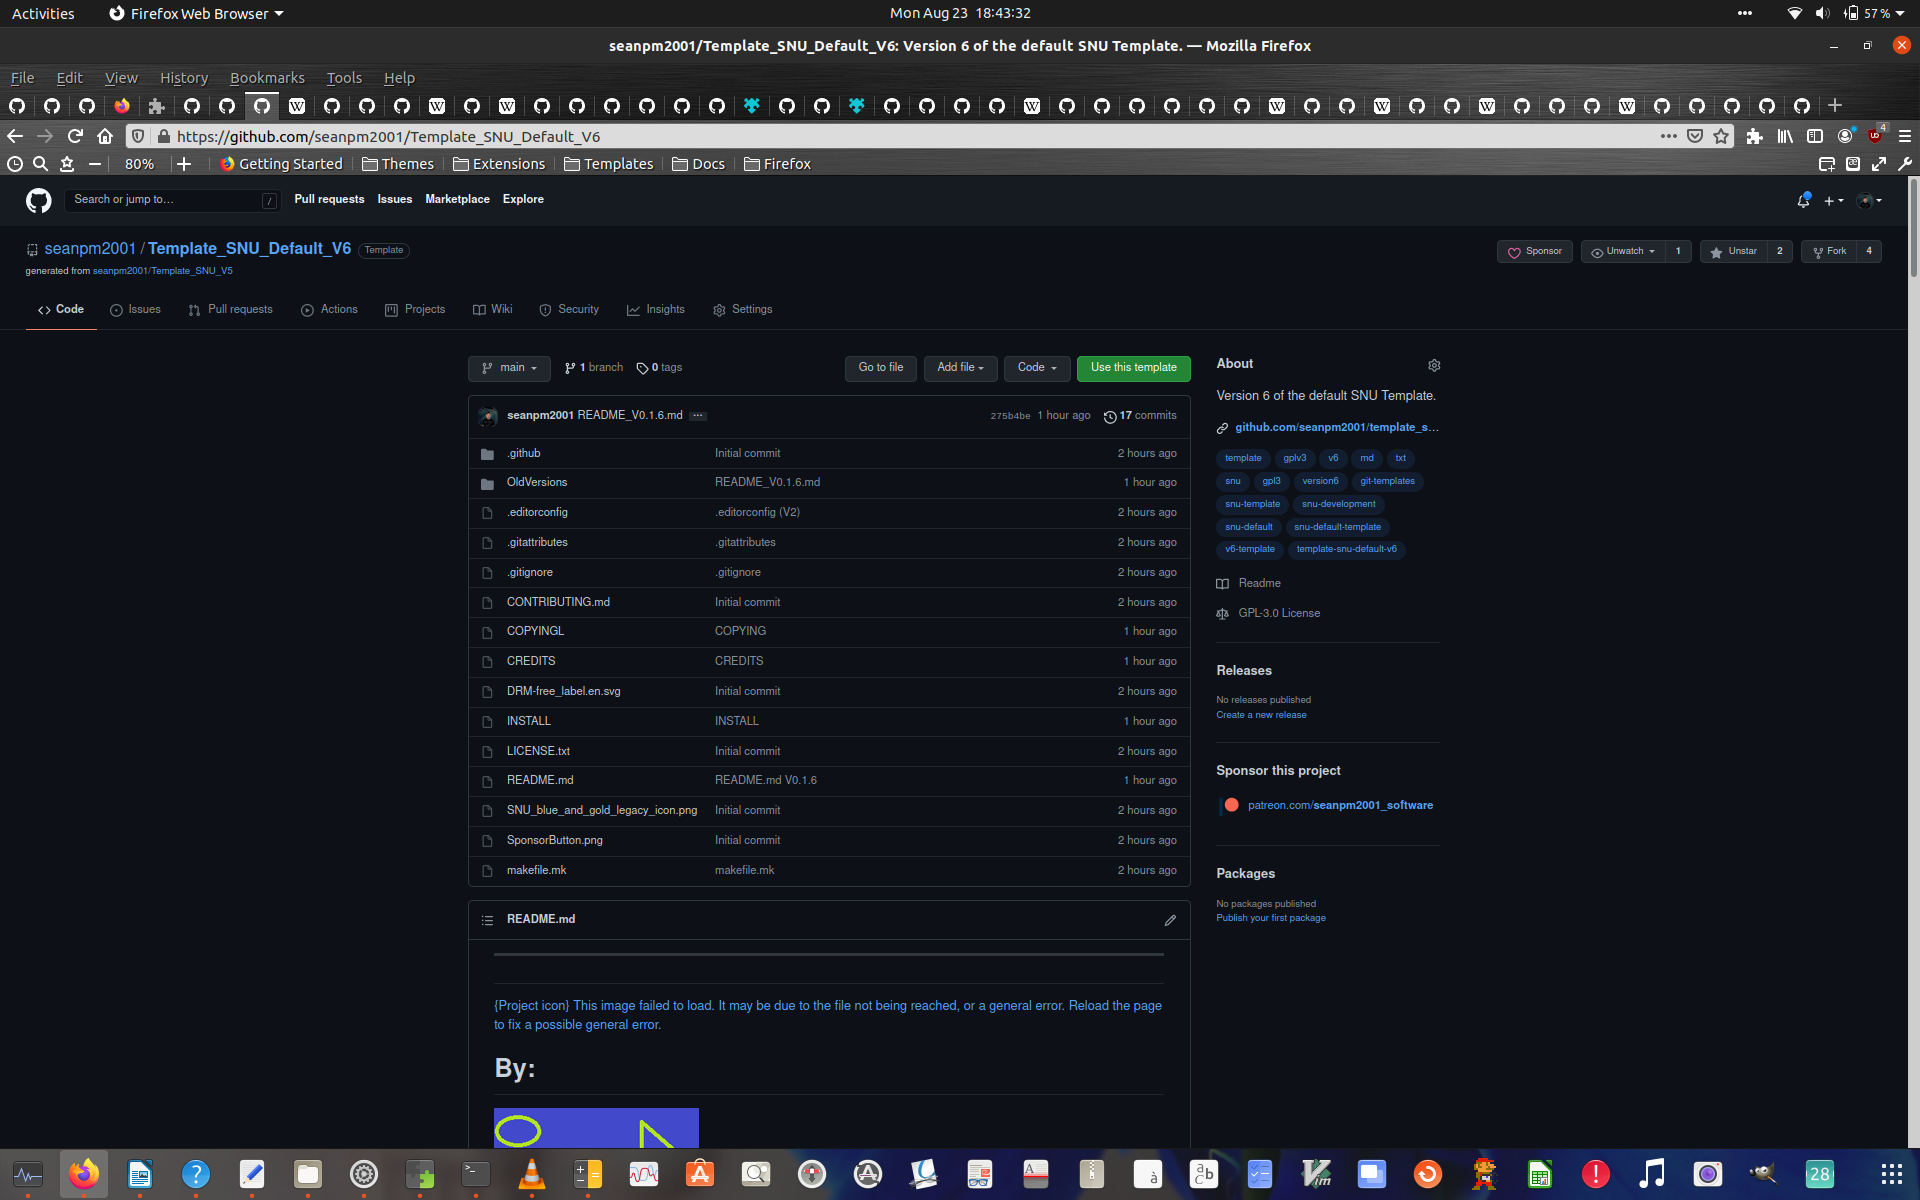 Activities
Firefox Web Browser
Mon Aug 23 18:43:32
57 %
seanpm2001/Template_SNU_Default_V6: Version 6 of the default SNU Template. — Mozilla Firefox
File Edit View History Bookmarks Tools Help
https://github.com/seanpm2001/Template_SNU_Default_V6
4
80%
Getting Started
Themes
Extensions
Templates
Docs
Firefox
Search or jump to…
/
Pull requests
Issues
Marketplace
Explore
seanpm2001 / Template_SNU_Default_V6
Template
generated from seanpm2001/Template_SNU_V5
Sponsor
Unwatch 1
Unstar 2
Fork 4
Code
Issues
Pull requests
Actions
Projects
Wiki
Security
Insights
Settings
main
1 branch
0 tags
Go to file
Add file
Code
Use this template
seanpm2001 README_V0.1.6.md ... 275b4be 1 hour ago 17 commits
.github Initial commit 2 hours ago
OldVersions README_V0.1.6.md 1 hour ago
.editorconfig .editorconfig (V2) 2 hours ago
.gitattributes .gitattributes 2 hours ago
.gitignore .gitignore 2 hours ago
CONTRIBUTING.md Initial commit 2 hours ago
COPYINGL COPYING 1 hour ago
CREDITS CREDITS 1 hour ago
DRM-free_label.en.svg Initial commit 2 hours ago
INSTALL INSTALL 1 hour ago
LICENSE.txt Initial commit 2 hours ago
README.md README.md V0.1.6 1 hour ago
SNU_blue_and_gold_legacy_icon.png Initial commit 2 hours ago
SponsorButton.png Initial commit 2 hours ago
makefile.mk makefile.mk 2 hours ago
README.md
{Project icon} This image failed to load. It may be due to the file not being reached, or a general error. Reload the page
to fix a possible general error.
By:
About
Version 6 of the default SNU Template.
github.com/seanpm2001/template_s…
template gplv3 v6 md txt
snu gpl3 version6 git-templates
snu-template snu-development
snu-default snu-default-template
v6-template template-snu-default-v6
Readme
GPL-3.0 License
Releases
No releases published
Create a new release
Sponsor this project
patreon.com/seanpm2001_software
Packages
No packages published
Publish your first package
28